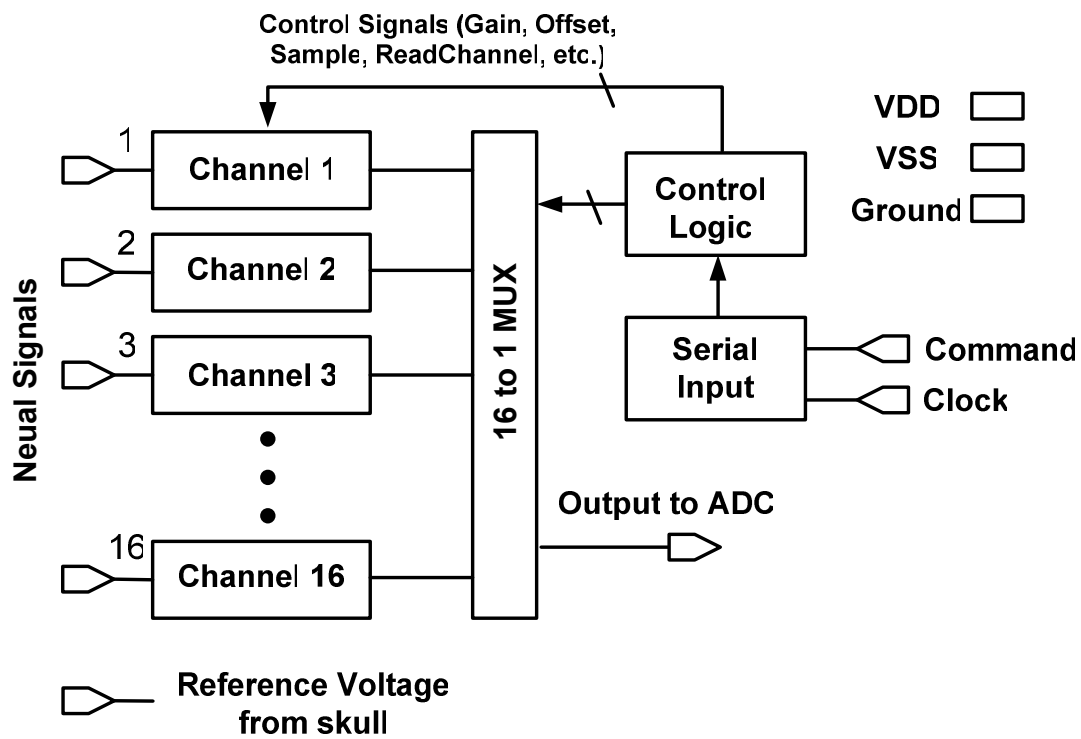 Control Signals (Gain, Offset,
Sample, ReadChannel, etc.)
VDD
VSS
Ground
1
Channel 1
2
Channel 2
3
Channel 3
16
Channel 16
Neual Signals
16 to 1 MUX
Control
Logic
Serial
Input
Command
Clock
Output to ADC
Reference Voltage
from skull